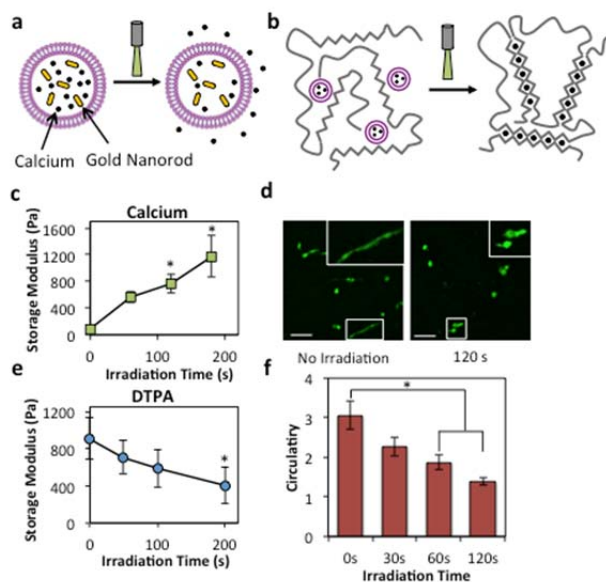 a
b
Calcium
Gold Nanorod
c
Calcium
Storage Modulus (Pa)
1600
1200
800
400
0
*
*
0
100
200
Irradiation Time (s)
d
No Irradiation
120 s
e
DTPA
Storage Modulus (Pa)
1200
800
400
0
*
0
100
200
Irradiation Time (s)
f
Circulatiry
4
3
2
1
0
*
0s
30s
60s
120s
Irradiation Time